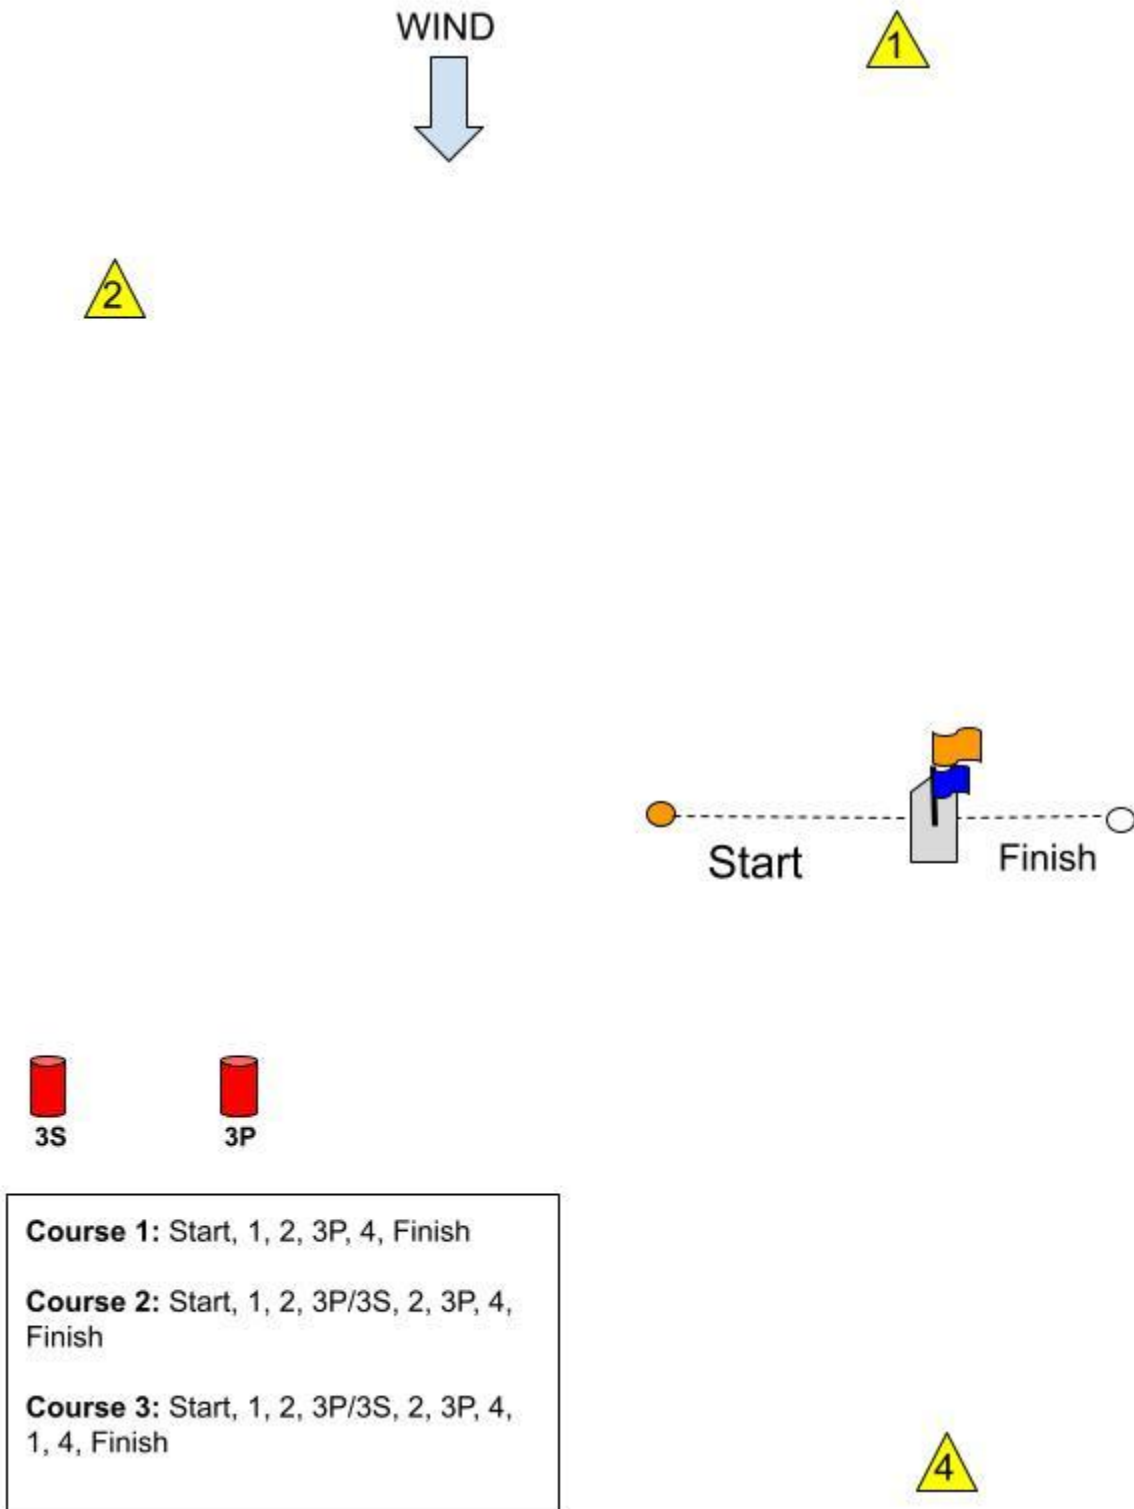 WIND
1
2
Start
Finish
3S
3P
Course 1: Start, 1, 2, 3P, 4, Finish
Course 2: Start, 1, 2, 3P/3S, 2, 3P, 4,
Finish
Course 3: Start, 1, 2, 3P/3S, 2, 3P, 4,
1, 4, Finish
4